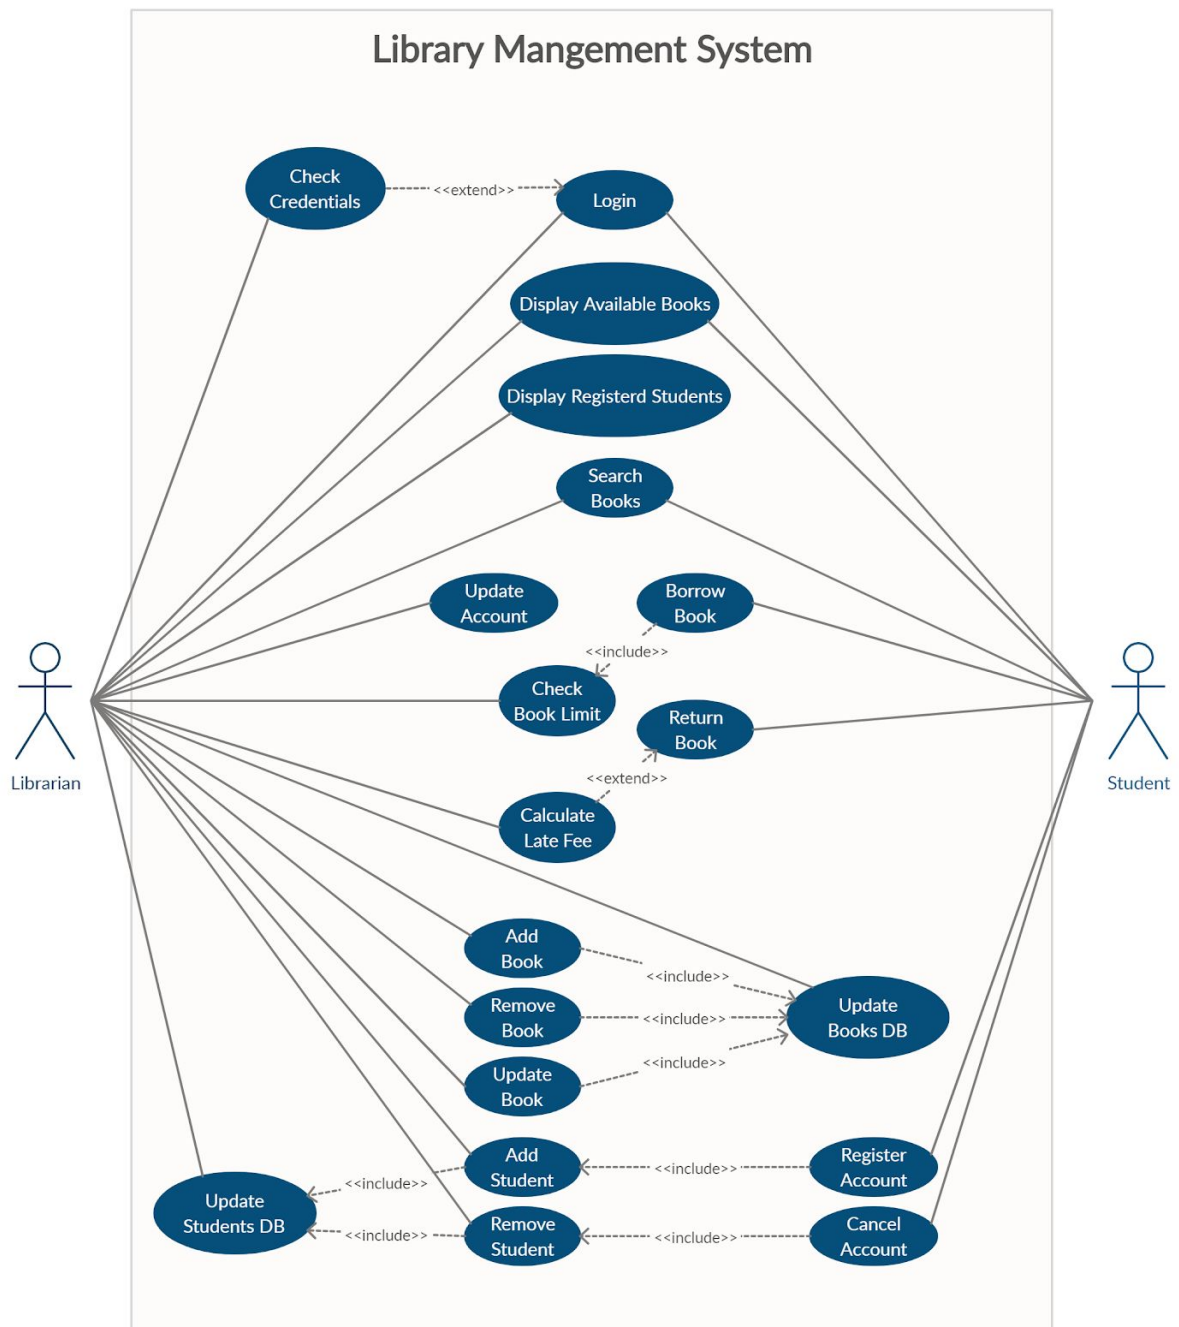 Library Mangement System
Check
Credentials
<<extend>>
Login
Display Available Books
Display Registerd Students
Search
Books
Update
Account
Borrow
Book
<<include>>
Check
Book Limit
Return
Book
<<extend>>
Calculate
Late Fee
Librarian
Student
Add
Book
<<include>>
Remove
Book
<<include>>
Update
Books DB
Update
Book
<<include>>
Add
Student
<<include>>
Register
Account
<<include>>
Update
Students DB
Remove
Student
<<include>>
Cancel
Account
<<include>>